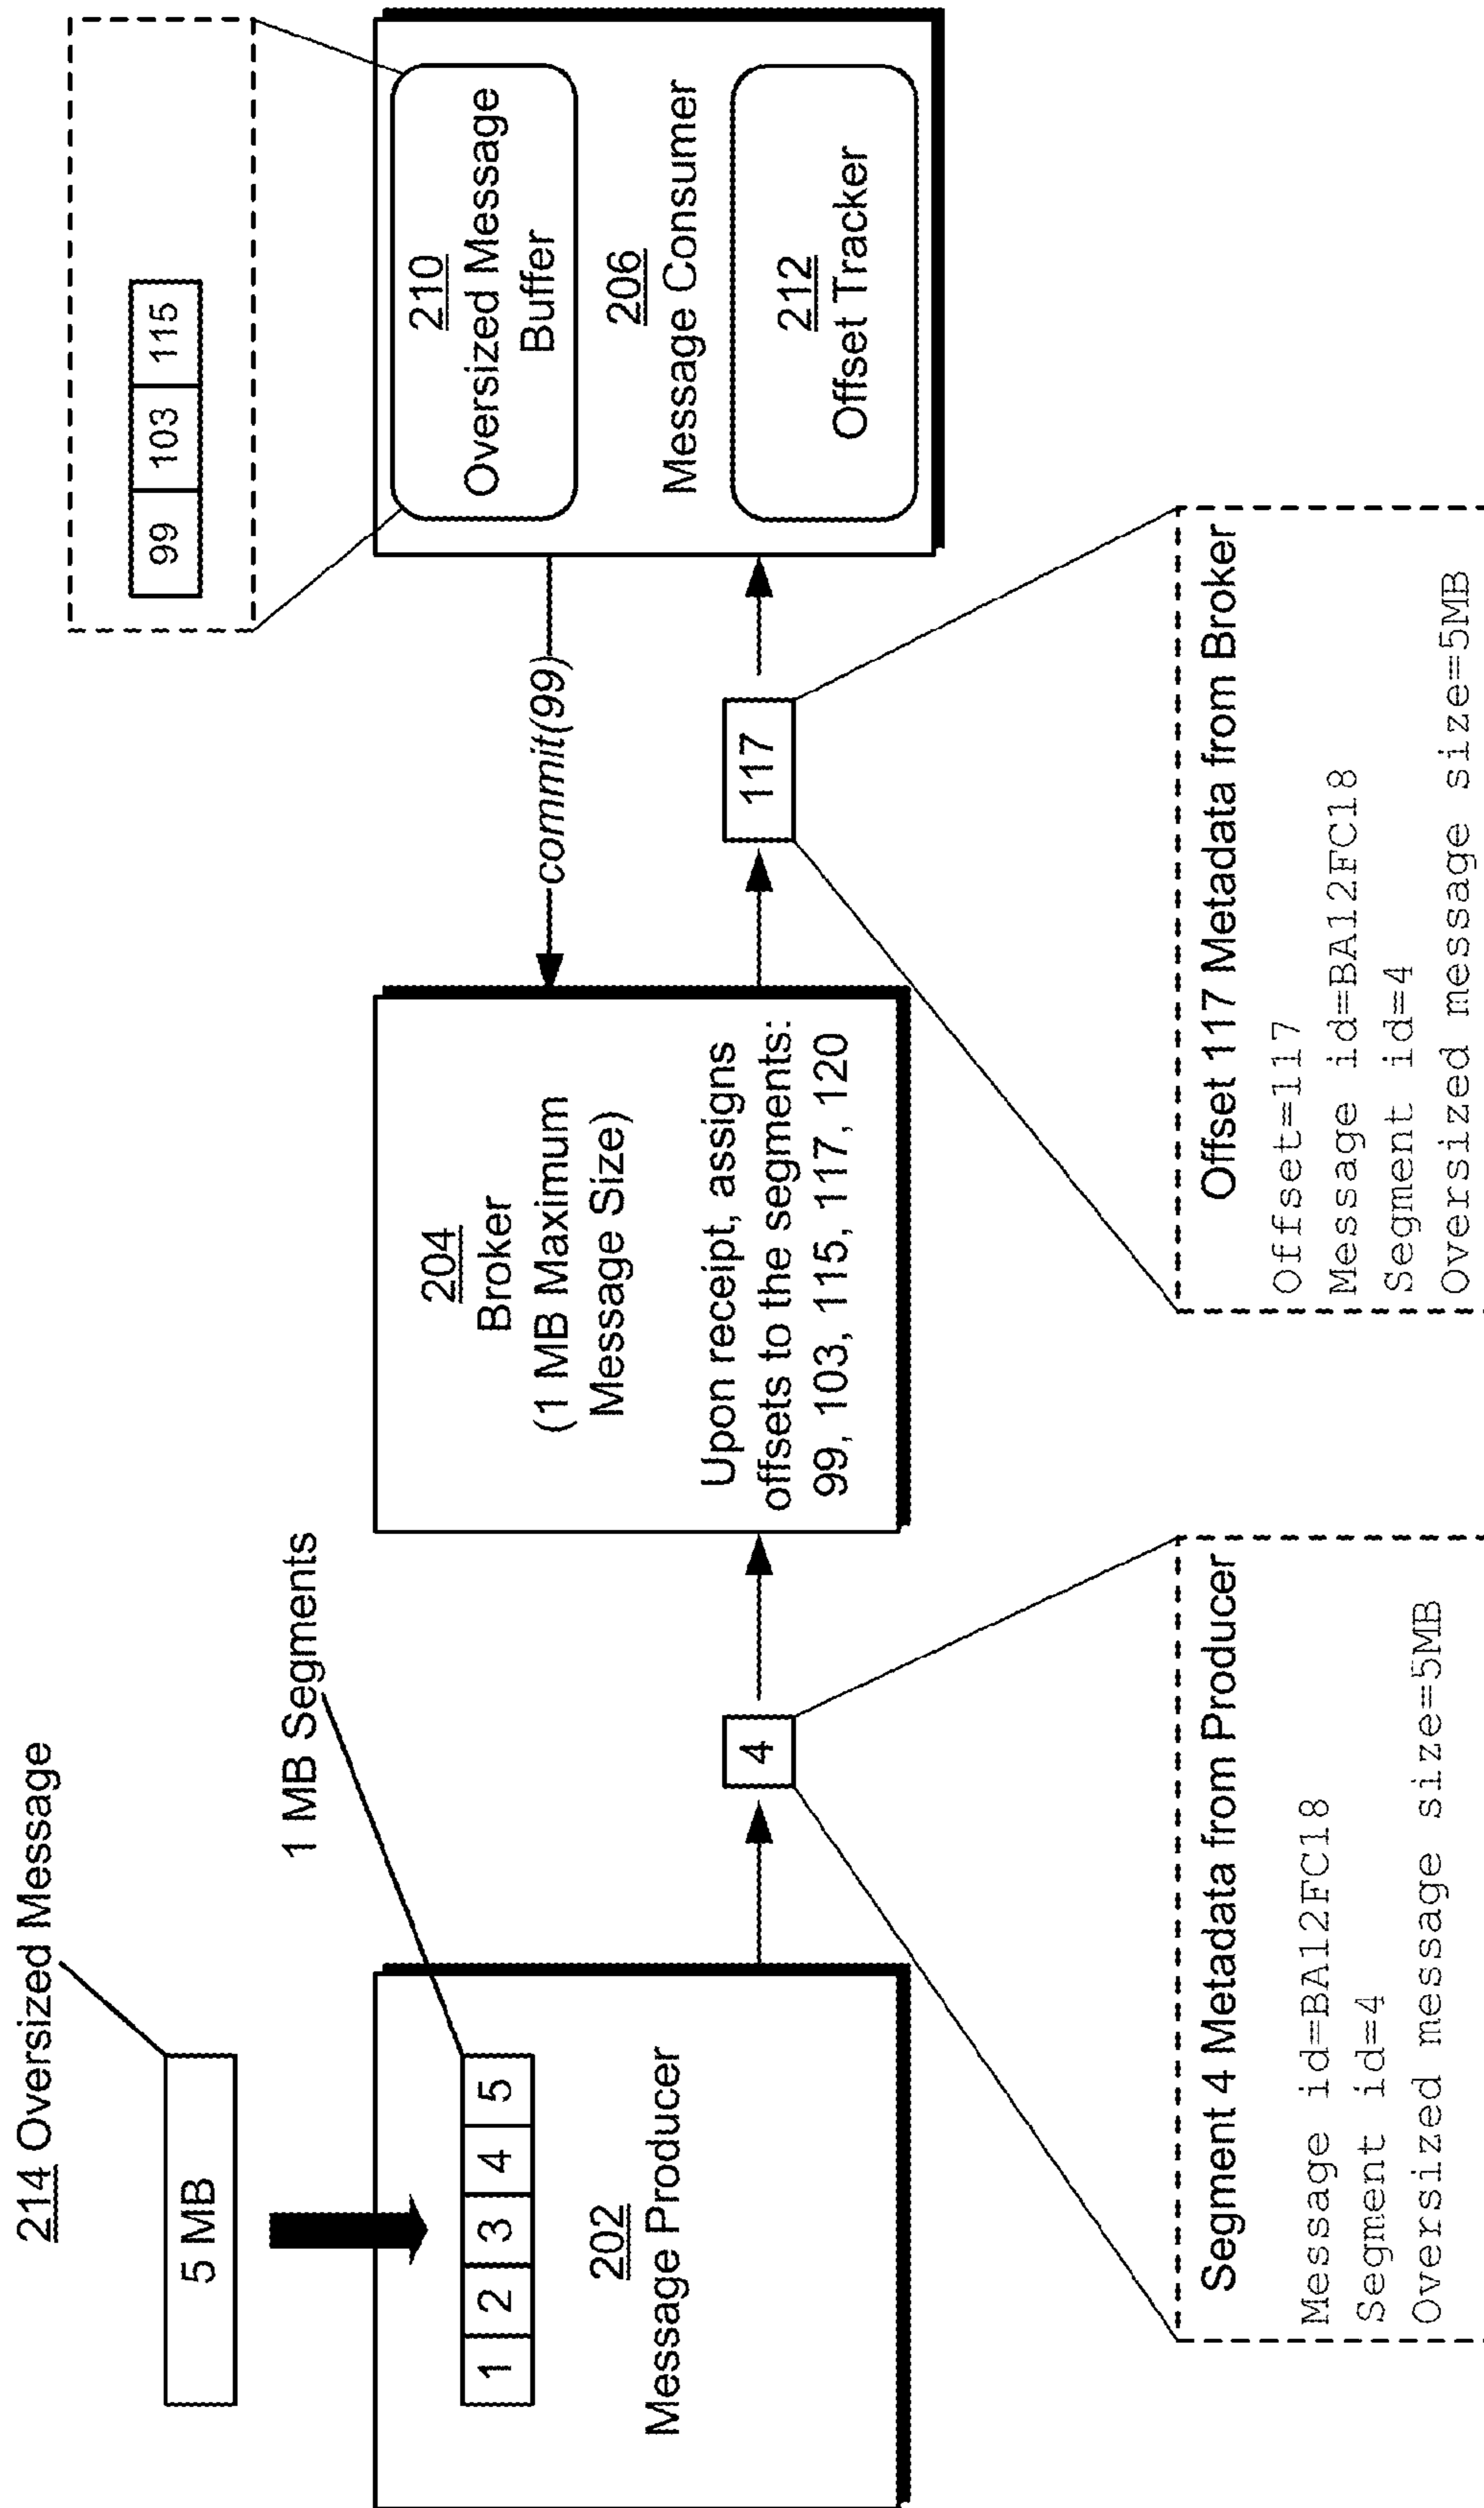 214 Oversized Message
5 MB
1 MB Segments
1 2 3 4 5
202
Message Producer
4
Segment 4 Metadata from Producer
Message id=BA12FC18
Segment id=4
Oversized message size=5MB
204
Broker
(1 MB Maximum
Message Size)
Upon receipt, assigns
offsets to the segments:
99, 103, 115, 117, 120
commit(99)
117
Offset 117 Metadata from Broker
Offset=117
Message id=BA12FC18
Segment id=4
Oversized message size=5MB
99 103 115
210
Oversized Message
Buffer
206
Message Consumer
212
Offset Tracker